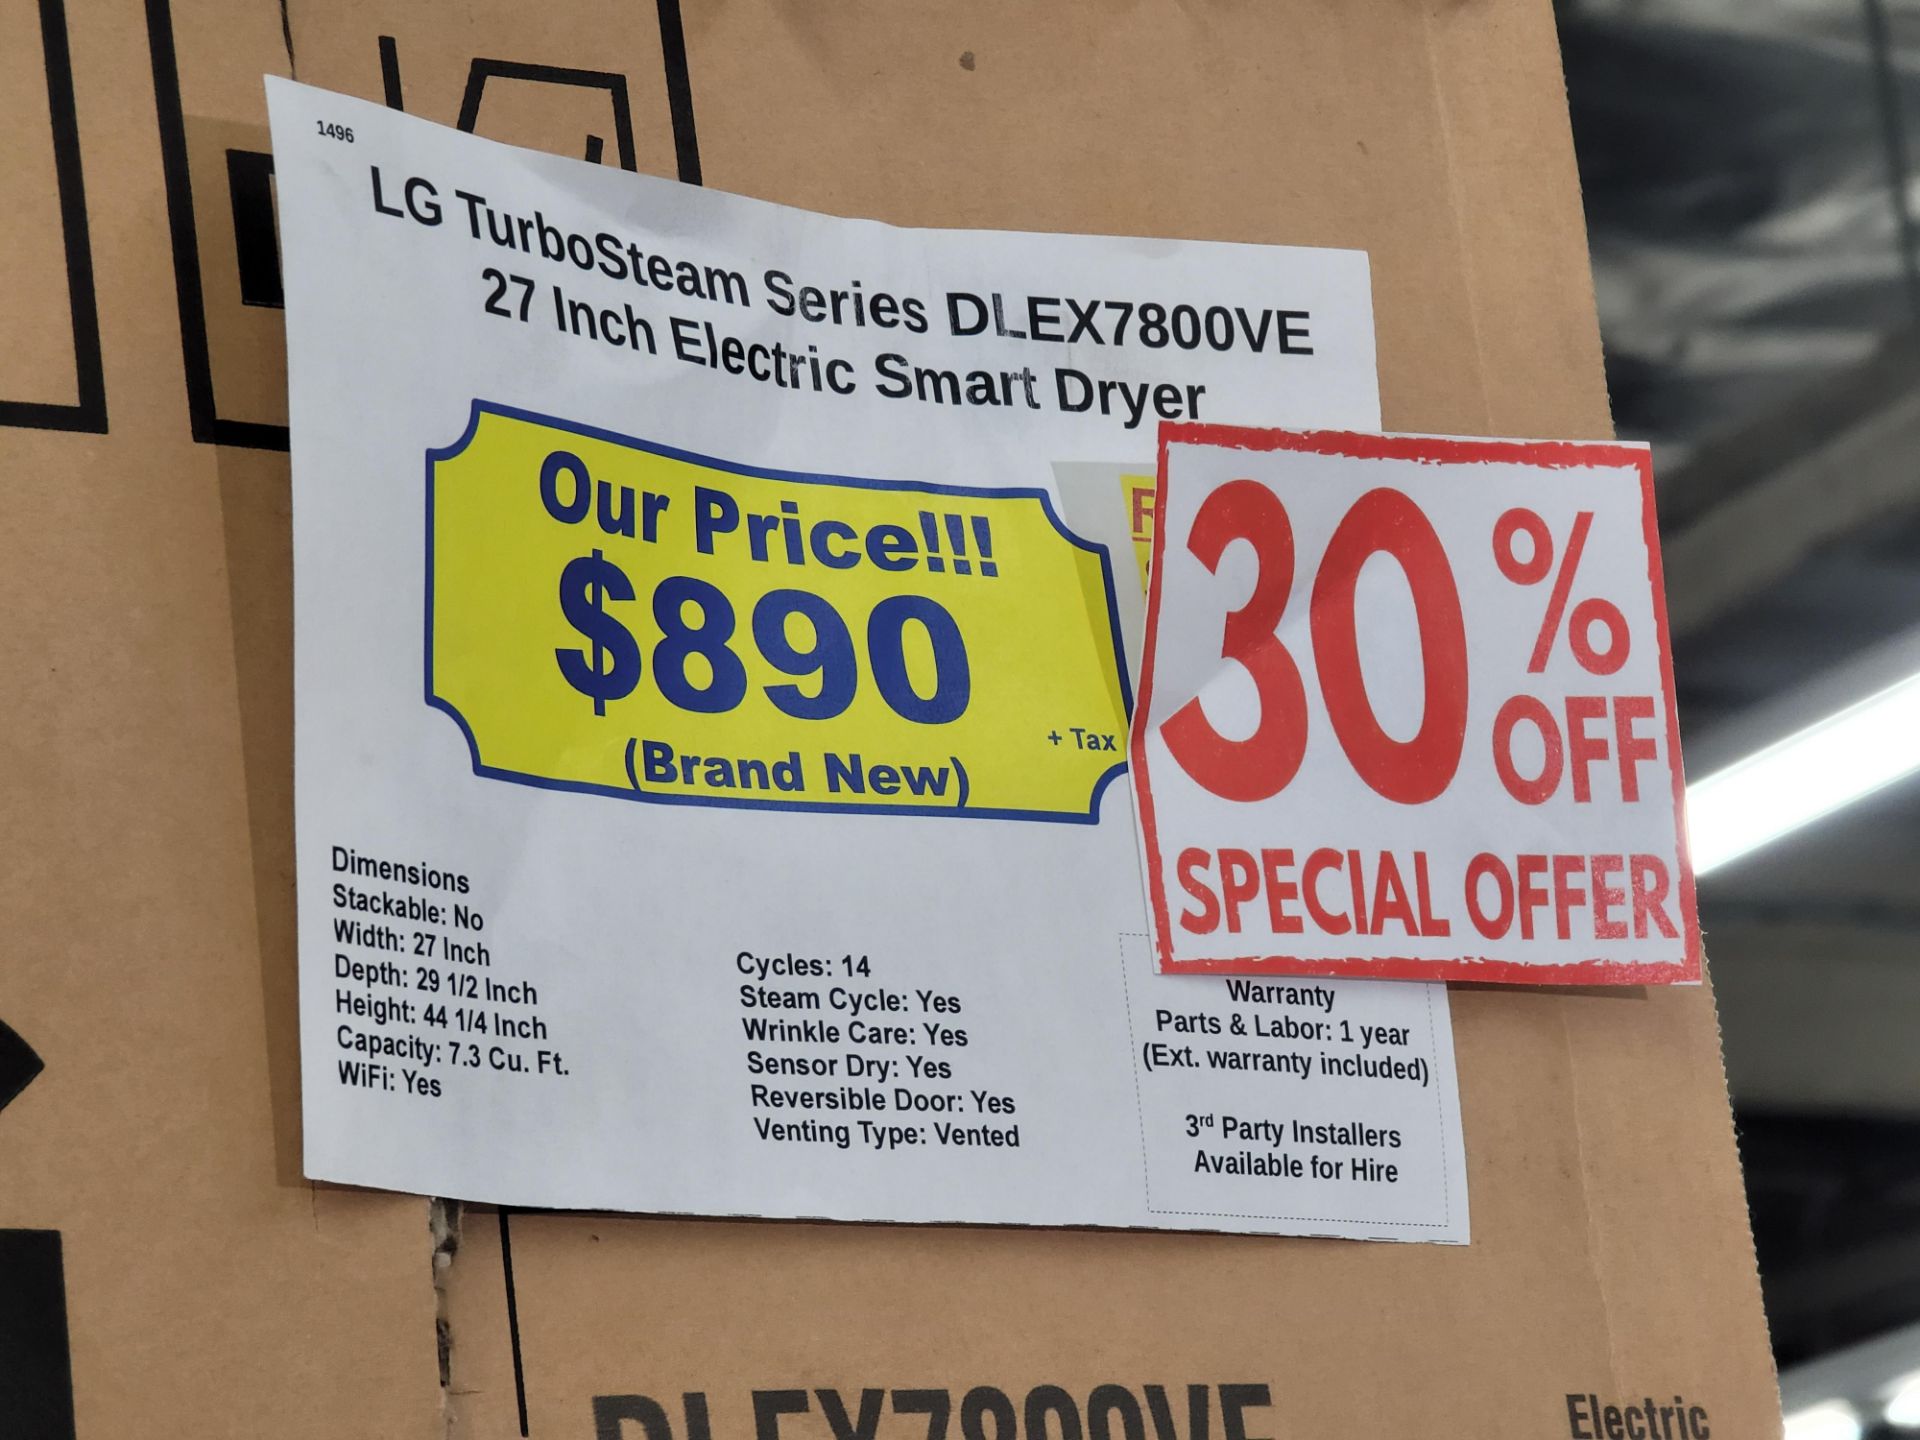 1496
LG TurboSteam Series DLEX7800VE
27 Inch Electric Smart Dryer
Our Price!!!
$890
(Brand New)
+ Tax
30% OFF
SPECIAL OFFER
Dimensions
Stackable: No
Width: 27 Inch
Depth: 29 1/2 Inch
Height: 44 1/4 Inch
Capacity: 7.3 Cu. Ft.
WiFi: Yes
Cycles: 14
Steam Cycle: Yes
Wrinkle Care: Yes
Sensor Dry: Yes
Reversible Door: Yes
Venting Type: Vented
Warranty
Parts & Labor: 1 year
(Ext. warranty included)
3rd Party Installers
Available for Hire
DLEX7800VE
Electric